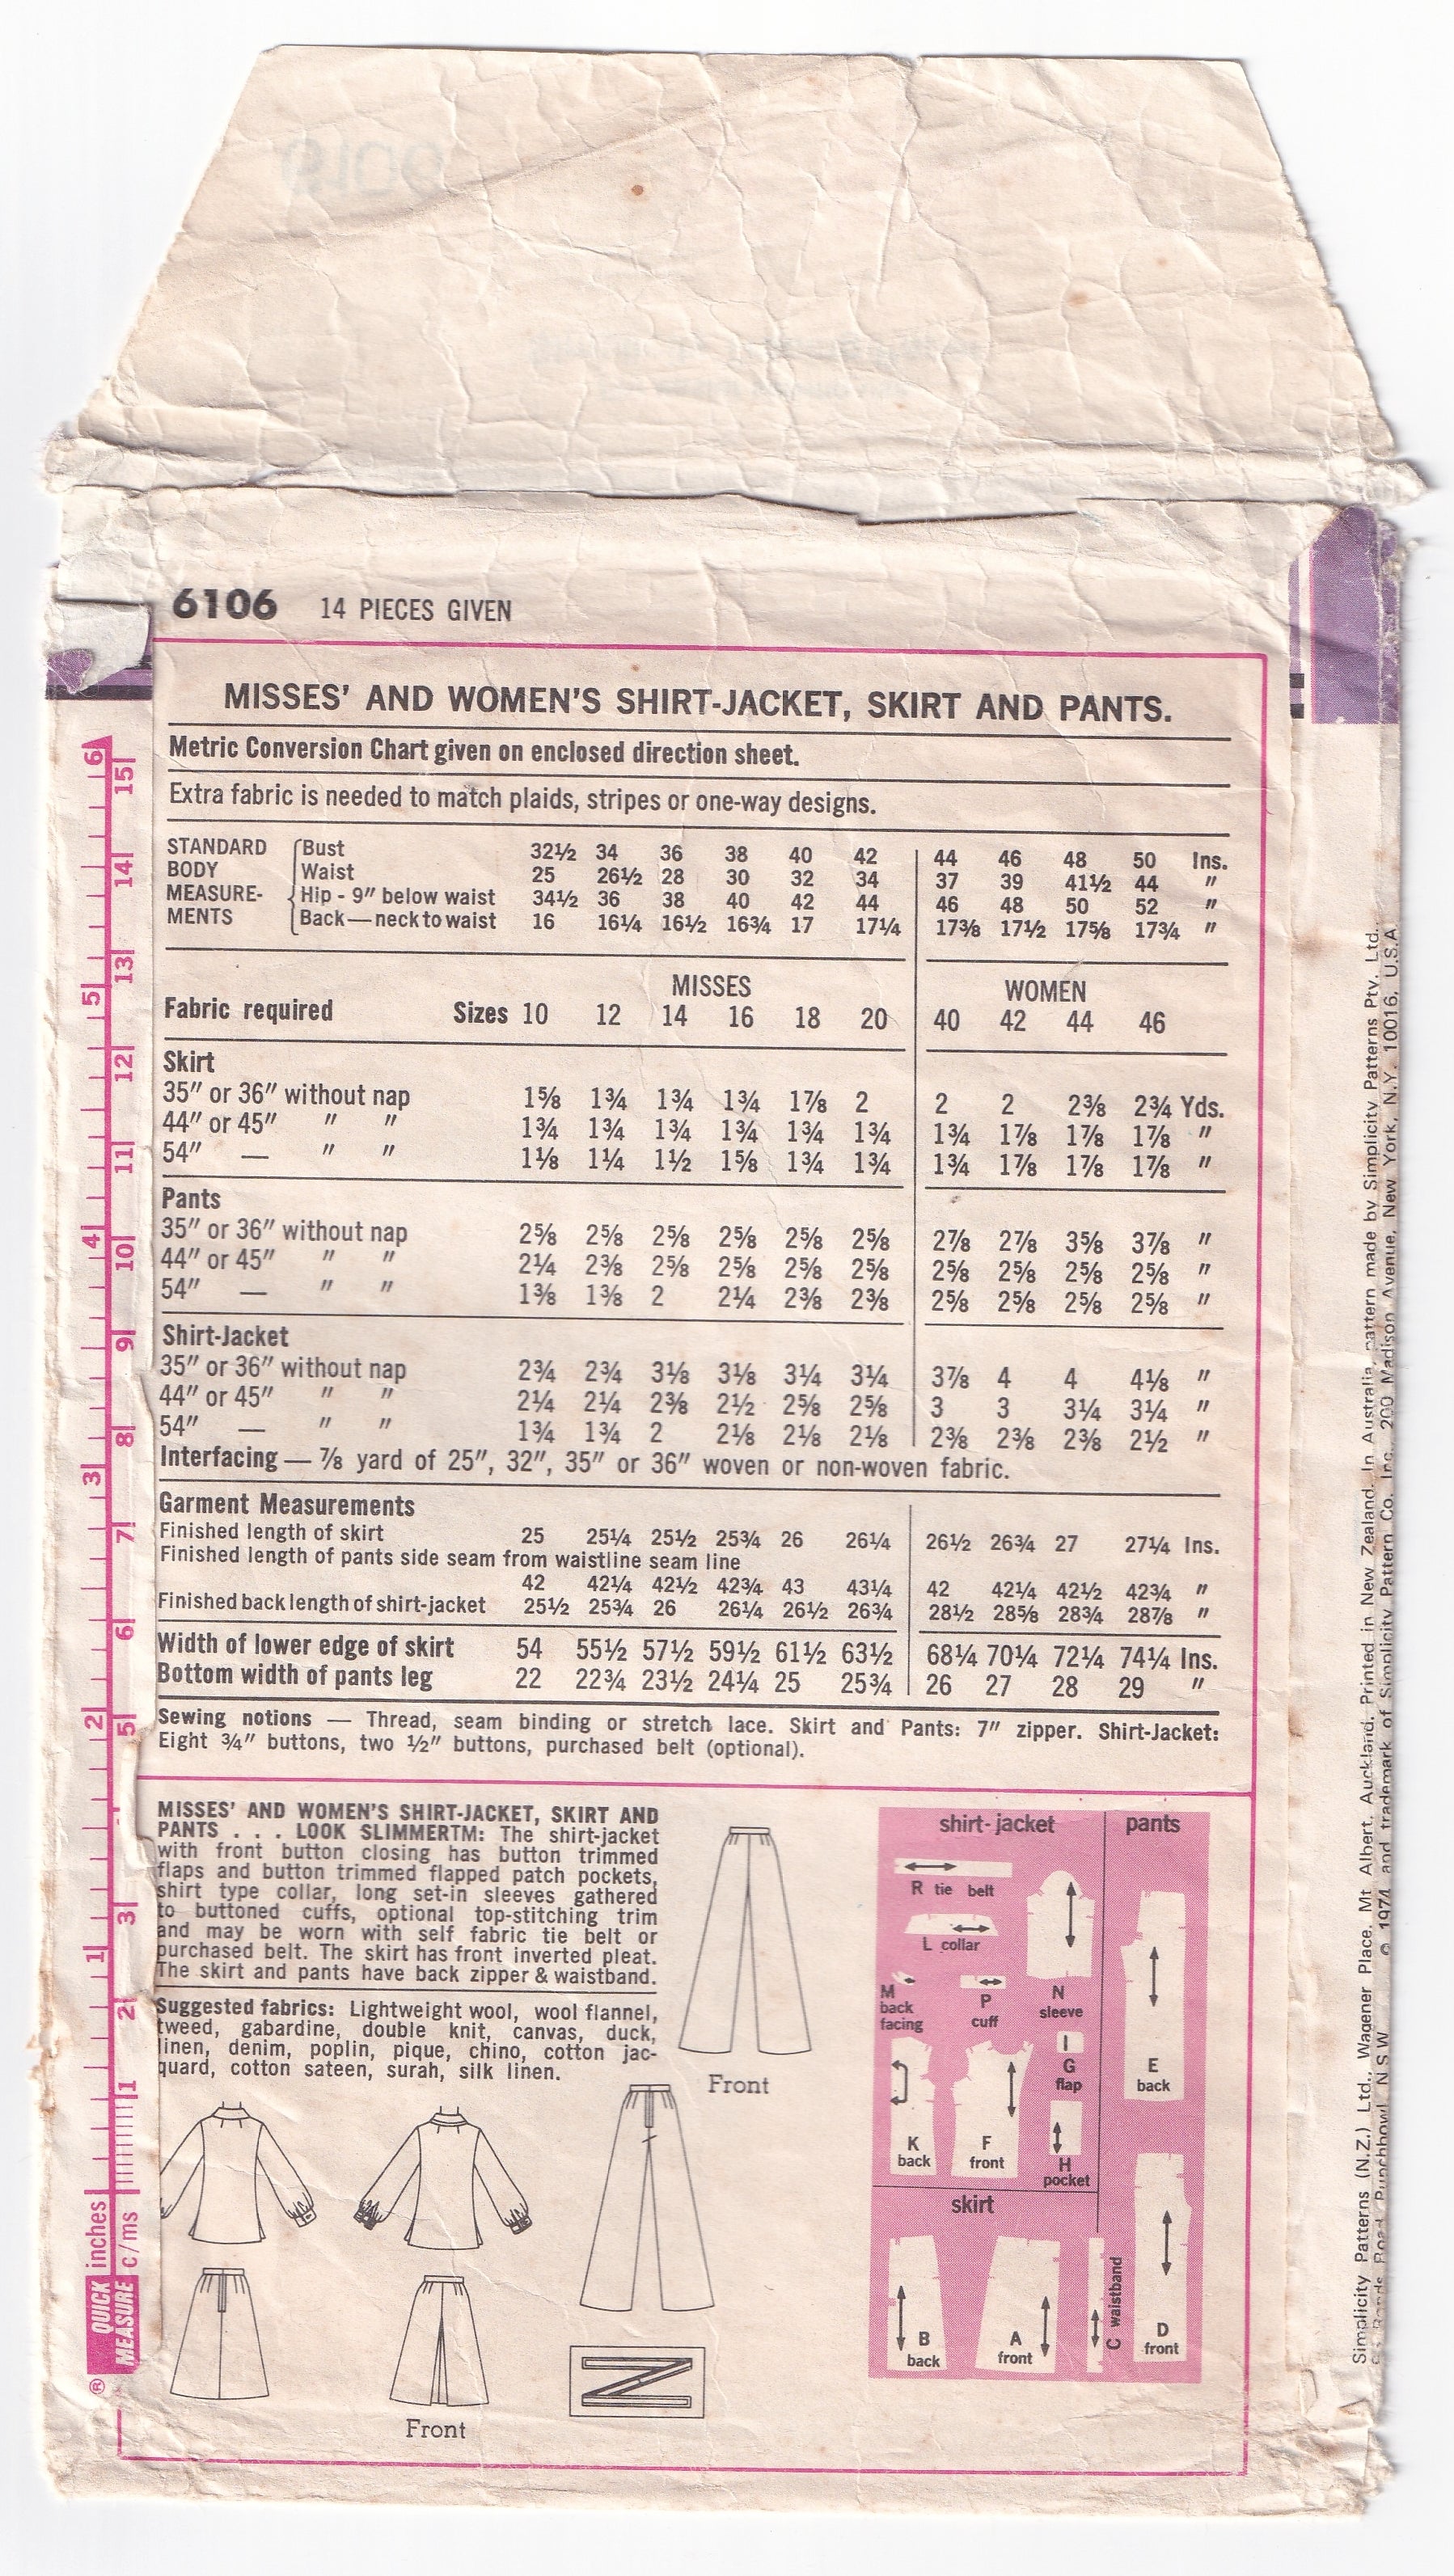 6106 14 PIECES GIVEN
MISSES' AND WOMEN'S SHIRT-JACKET, SKIRT AND PANTS.
Metric Conversion Chart given on enclosed direction sheet.
Extra fabric is needed to match plaids, stripes or one-way designs.
STANDARD BODY MEASURE-MENTS
Bust 32½ 34 36 38 40 42 44 46 48 50 Ins.
Waist 25 26½ 28 30 32 34 37 39 41½ 44 "
Hip - 9" below waist 34½ 36 38 40 42 44 46 48 50 52 "
Back—neck to waist 16 16¼ 16½ 16¾ 17 17¼ 17⅜ 17½ 17⅝ 17¾ "
MISSES WOMEN
Fabric required Sizes 10 12 14 16 18 20 40 42 44 46
Skirt
35" or 36" without nap 1⅝ 1¾ 1¾ 1¾ 1⅞ 2 2 2 2⅜ 2¾ Yds.
44" or 45" " " 1¾ 1¾ 1¾ 1¾ 1¾ 1¾ 1¾ 1⅞ 1⅞ 1⅞ "
54" — " " 1⅛ 1¼ 1½ 1⅝ 1¾ 1¾ 1¾ 1⅞ 1⅞ 1⅞ "
Pants
35" or 36" without nap 2⅝ 2⅝ 2⅝ 2⅝ 2⅝ 2⅝ 2⅞ 2⅞ 3⅝ 3⅞ "
44" or 45" " " 2¼ 2⅜ 2⅝ 2⅝ 2⅝ 2⅝ 2⅝ 2⅝ 2⅝ 2⅝ "
54" — " " 1⅜ 1⅜ 2 2¼ 2⅜ 2⅜ 2⅝ 2⅝ 2⅝ 2⅝ "
Shirt-Jacket
35" or 36" without nap 2¾ 2¾ 3⅛ 3⅛ 3¼ 3¼ 3⅞ 4 4 4⅛ "
44" or 45" " " 2¼ 2¼ 2⅜ 2½ 2⅝ 2⅝ 3 3 3¼ 3¼ "
54" — " " 1¾ 1¾ 2 2⅛ 2⅛ 2⅛ 2⅜ 2⅜ 2⅜ 2½ "
Interfacing — ⅞ yard of 25", 32", 35" or 36" woven or non-woven fabric.
Garment Measurements
Finished length of skirt 25 25¼ 25½ 25¾ 26 26¼ 26½ 26¾ 27 27¼ Ins.
Finished length of pants side seam from waistline seam line
42 42¼ 42½ 42¾ 43 43¼ 42 42¼ 42½ 42¾ "
Finished back length of shirt-jacket 25½ 25¾ 26 26¼ 26½ 26¾ 28½ 28⅝ 28¾ 28⅞ "
Width of lower edge of skirt 54 55½ 57½ 59½ 61½ 63½ 68¼ 70¼ 72¼ 74¼ Ins.
Bottom width of pants leg 22 22¾ 23½ 24¼ 25 25¾ 26 27 28 29 "
Sewing notions — Thread, seam binding or stretch lace. Skirt and Pants: 7" zipper. Shirt-Jacket:
Eight ¾" buttons, two ½" buttons, purchased belt (optional).
MISSES' AND WOMEN'S SHIRT-JACKET, SKIRT AND
PANTS . . . LOOK SLIMMERTM: The shirt-jacket
with front button closing has button trimmed
flaps and button trimmed flapped patch pockets,
shirt type collar, long set-in sleeves gathered
to buttoned cuffs, optional top-stitching trim
and may be worn with self fabric tie belt or
purchased belt. The skirt has front inverted pleat.
The skirt and pants have back zipper & waistband.
Suggested fabrics: Lightweight wool, wool flannel,
tweed, gabardine, double knit, canvas, duck,
linen, denim, poplin, pique, chino, cotton jac-
quard, cotton sateen, surah, silk linen.
Front
Front
shirt-jacket
R tie belt
L collar
M back facing
P cuff
N sleeve
I
G flap
K back
F front
H pocket
pants
E back
D front
skirt
B back
A front
C waistband
6 5 4 3 2 1 inches
15 14 13 12 11 10 9 8 7 6 5 3 2 1 c/ms
QUICK MEASURE ®
Simplicity Patterns (N.Z.) Ltd., Wagener Place, Mt Albert, Auckland. Printed in New Zealand. In Australia pattern made by Simplicity Patterns Pty. Ltd.
Road, Punchbowl, N.S.W. © 1974 and trademark of Simplicity Pattern Co. Inc. 200 Madison Avenue, New York, N.Y. 10016, U.S.A.